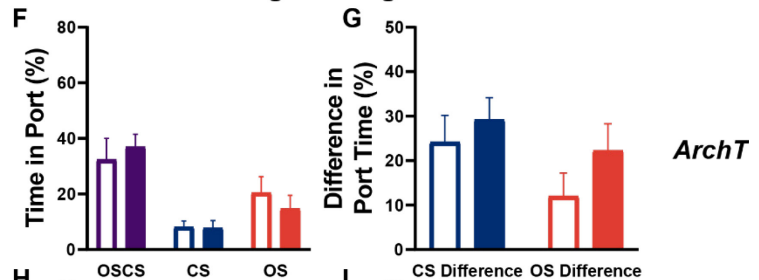 F
G
Time in Port (%)
80
60
40
20
0
OSCS CS OS
Difference in
Port Time (%)
50
40
30
20
10
0
CS Difference OS Difference
ArchT